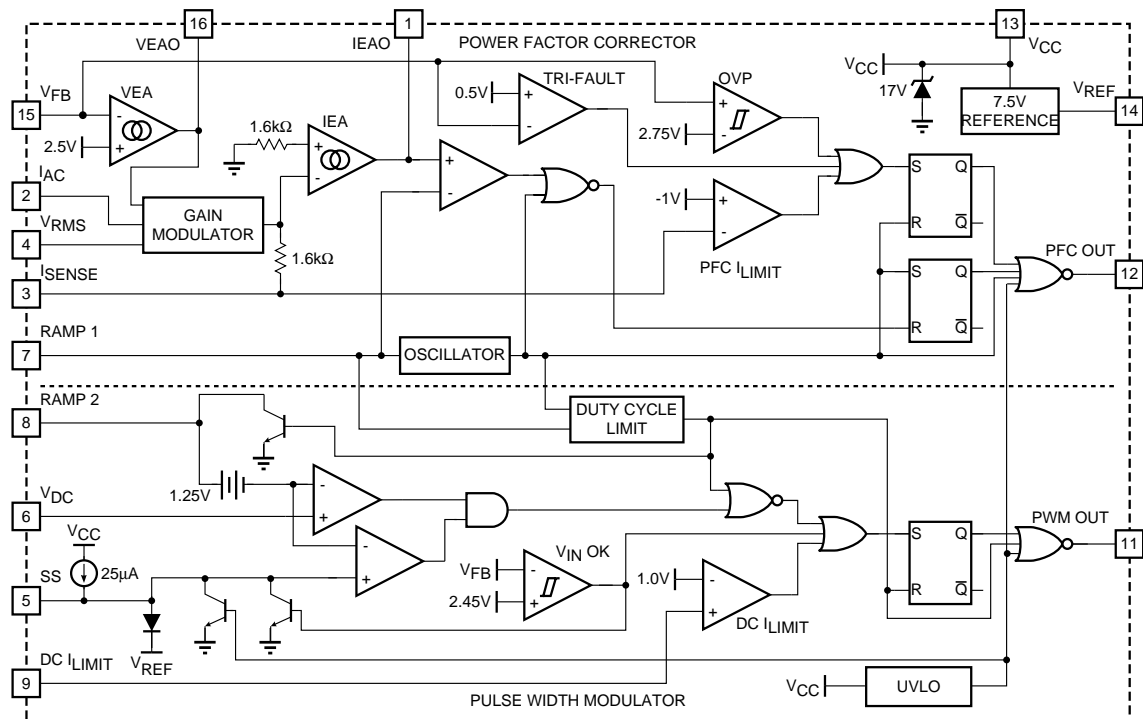 16
1
13
VEAO
IEAO
POWER FACTOR CORRECTOR
VCC
VFB
VEA
TRI-FAULT
OVP
VCC
VREF
15
0.5V
+
-
+
17V
7.5V
REFERENCE
14
2.5V
-
+
1.6kΩ
IEA
2.75V
-
IAC
+
-
+
-
S
Q
2
GAIN
MODULATOR
-1V
+
-
R
Q
VRMS
4
1.6kΩ
PFC ILIMIT
PFC OUT
ISENSE
3
S
Q
12
R
Q
RAMP 1
7
OSCILLATOR
RAMP 2
8
DUTY CYCLE
LIMIT
VDC
1.25V
-
+
6
PWM OUT
VCC
-
+
VIN OK
S
Q
11
SS
25μA
VFB
-
1.0V
-
5
2.45V
+
+
R
Q
DC ILIMIT
VREF
DC ILIMIT
9
PULSE WIDTH MODULATOR
VCC
UVLO